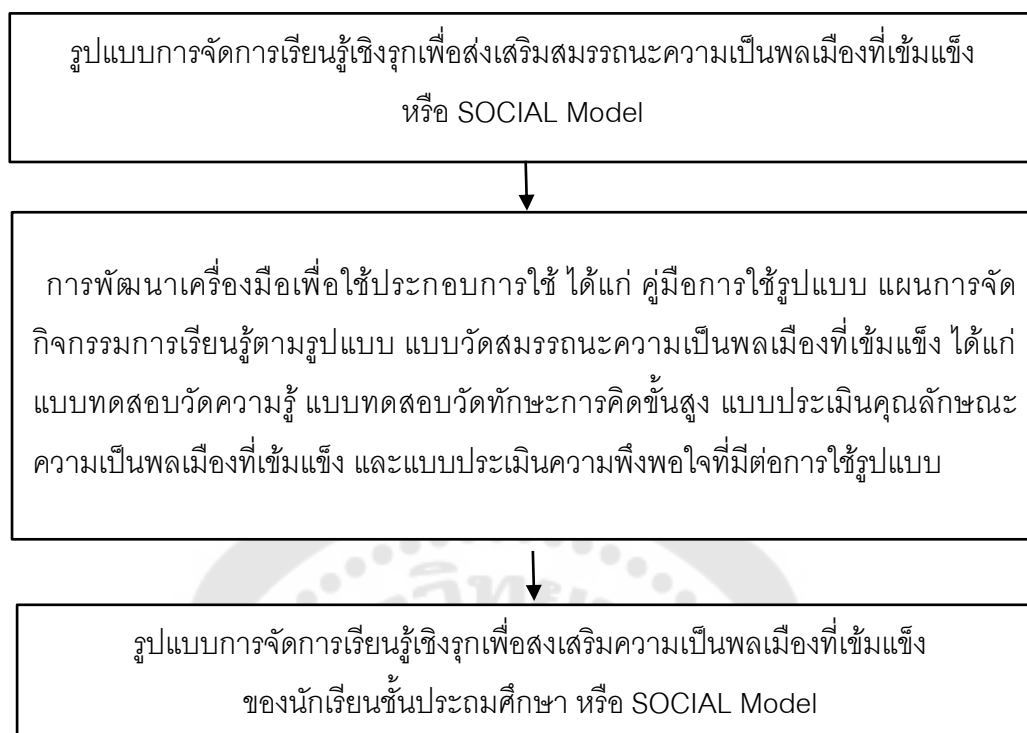 รูปแบบการจัดการเรียนรู้เชิงรุกเพื่อส่งเสริมสมรรถนะความเป็นพลเมืองที่เข้มแข็ง
หรือ SOCIAL Model
การพัฒนาเครื่องมือเพื่อใช้ประกอบการใช้ ได้แก่ คู่มือการใช้รูปแบบ แผนการจัด
กิจกรรมการเรียนรู้ตามรูปแบบ แบบวัดสมรรถนะความเป็นพลเมืองที่เข้มแข็ง ได้แก่
แบบทดสอบวัดความรู้ แบบทดสอบวัดทักษะการคิดขั้นสูง แบบประเมินคุณลักษณะ
ความเป็นพลเมืองที่เข้มแข็ง และแบบประเมินความพึงพอใจที่มีต่อการใช้รูปแบบ
รูปแบบการจัดการเรียนรู้เชิงรุกเพื่อสงเสริมความเป็นพลเมืองที่เข้มแข็ง
ของนักเรียนชั้นประถมศึกษา หรือ SOCIAL Model